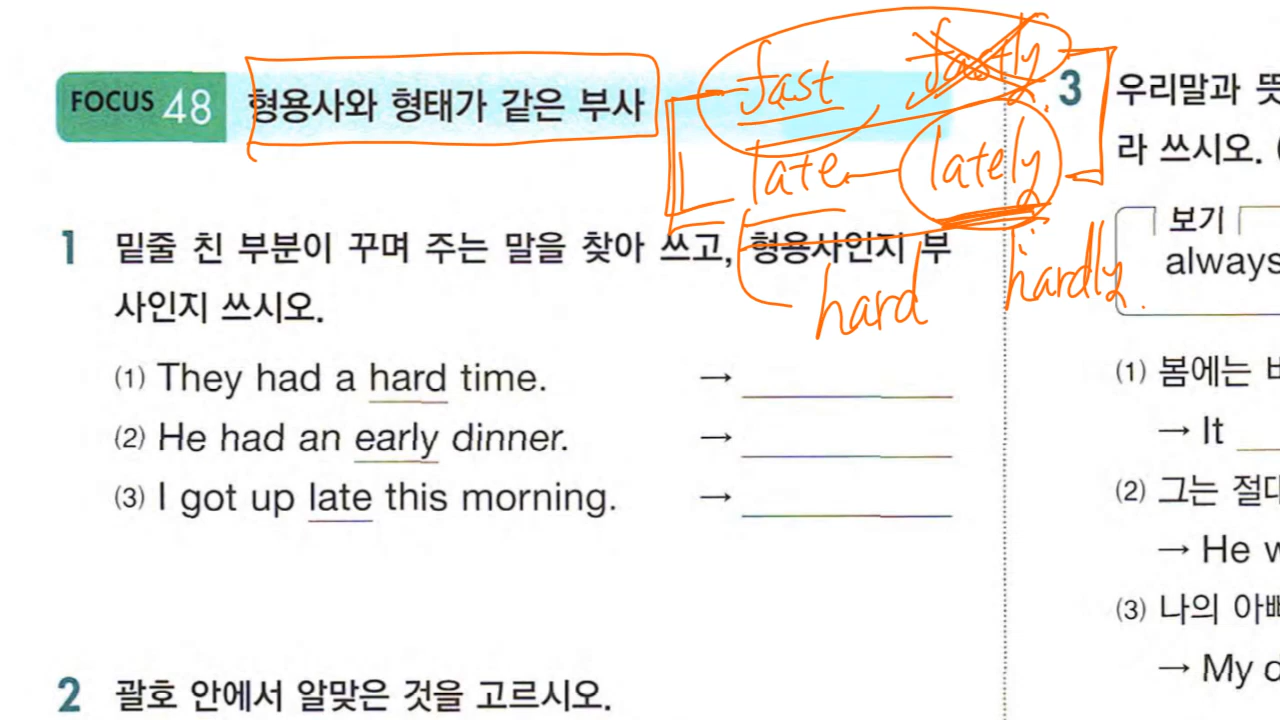 FOCUS 48 형용사와 형태가 같은 부사
fast fastly
late lately
hard hardly.
1 밑줄 친 부분이 꾸며 주는 말을 찾아 쓰고, 형용사인지 부
사인지 쓰시오.
(1) They had a hard time. →
(2) He had an early dinner. →
(3) I got up late this morning. →
2 괄호 안에서 알맞은 것을 고르시오.
3 우리말과 뜻
라 쓰시오. (
보기
always
(1) 봄에는 비
→ It
(2) 그는 절대
→ He w
(3) 나의 아빠
→ My d